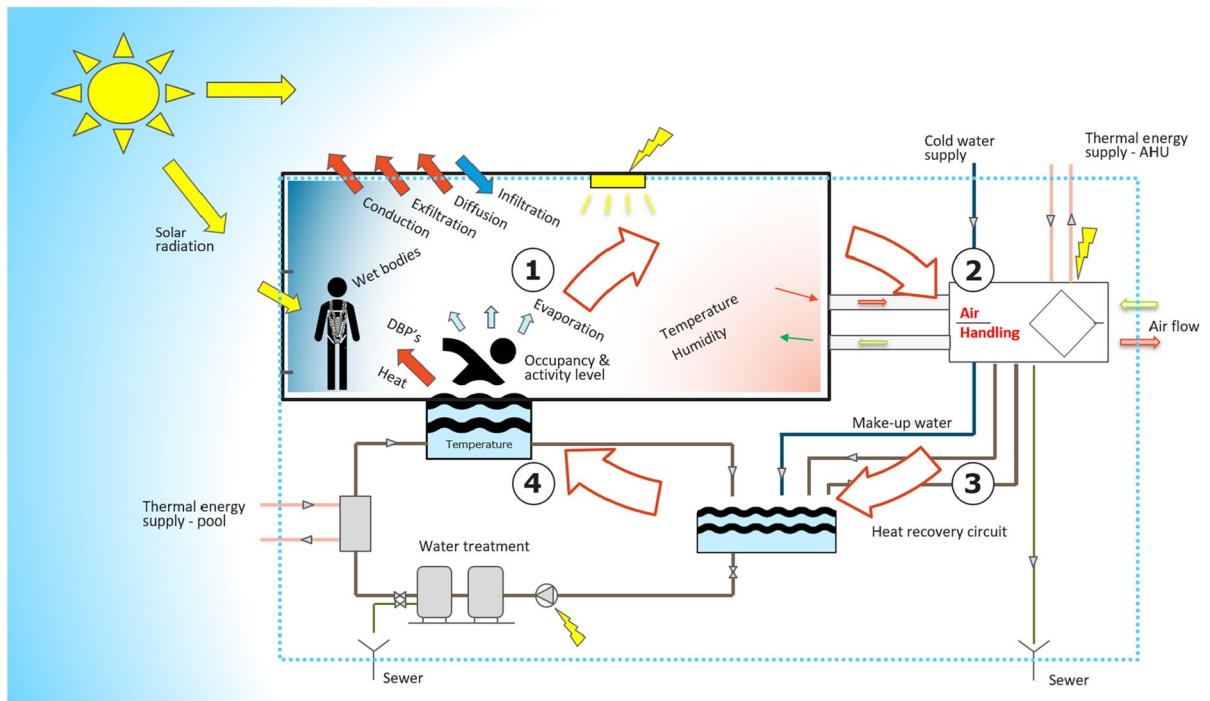 Cold water
supply
Thermal energy
supply - AHU
Solar
radiation
Conduction
Exfiltration
Diffusion
Infiltration
Wet bodies
1
2
Evaporation
DBP's
Heat
Occupancy &
activity level
Temperature
Humidity
Air
Handling
Air flow
Make-up water
Temperature
4
3
Thermal energy
supply - pool
Heat recovery circuit
Water treatment
Sewer
Sewer